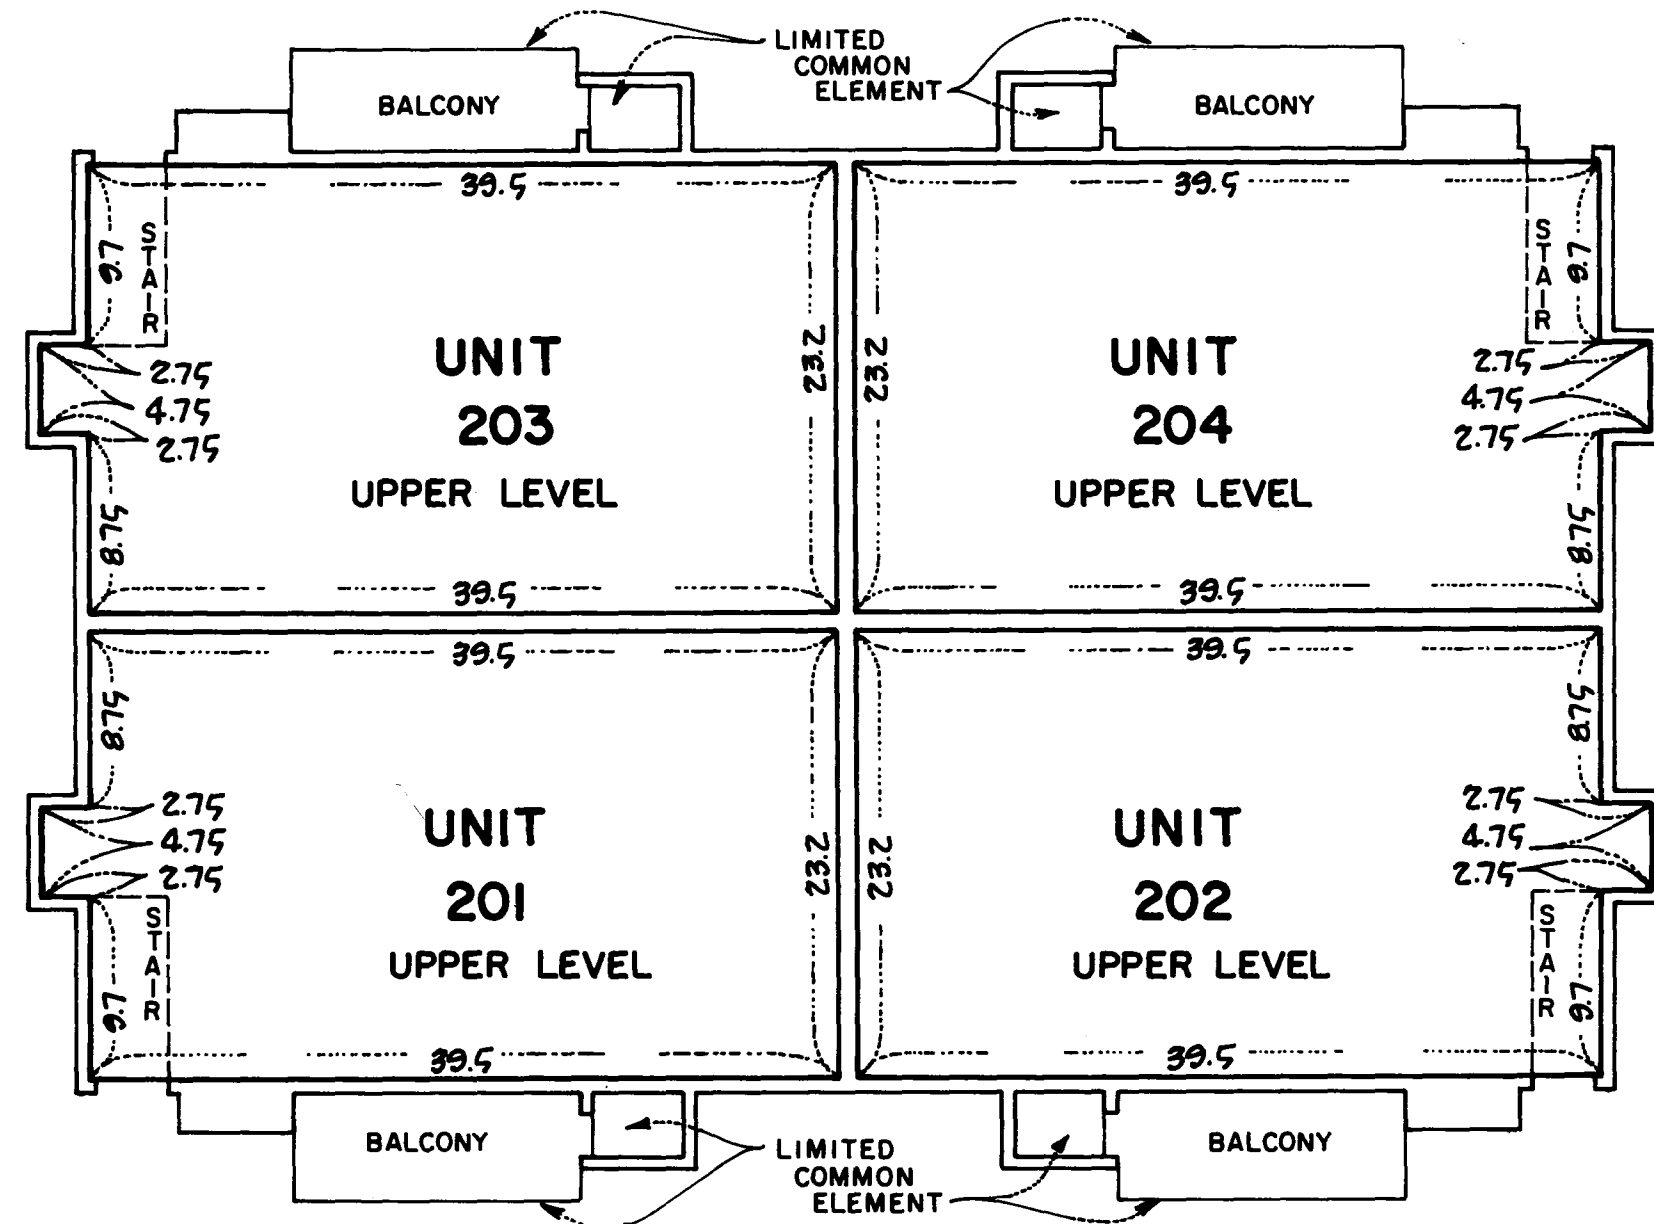 LIMITED
COMMON
ELEMENT
BALCONY
BALCONY
39.5
39.5
9.7
STAIR
23.2
23.2
STAIR
9.7
UNIT
203
UPPER LEVEL
UNIT
204
UPPER LEVEL
2.75
4.75
2.75
2.75
4.75
2.75
8.75
8.75
39.5
39.5
39.5
39.5
8.75
8.75
2.75
4.75
2.75
2.75
4.75
2.75
UNIT
201
UPPER LEVEL
UNIT
202
UPPER LEVEL
23.2
23.2
9.7
STAIR
STAIR
9.7
39.5
39.5
BALCONY
BALCONY
LIMITED
COMMON
ELEMENT